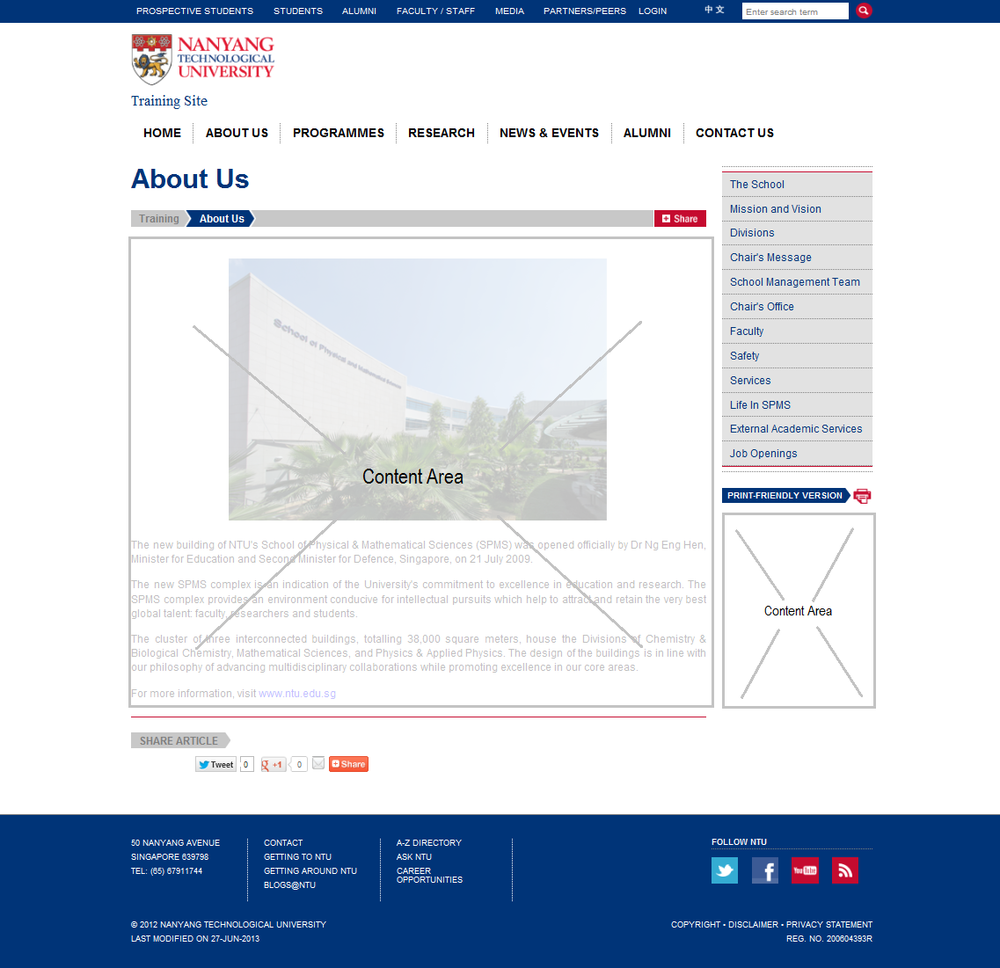 PROSPECTIVE STUDENTS STUDENTS ALUMNI FACULTY / STAFF MEDIA PARTNERS/PEERS LOGIN 中 文 Enter search term
NANYANG
TECHNOLOGICAL
UNIVERSITY
Training Site
HOME ABOUT US PROGRAMMES RESEARCH NEWS & EVENTS ALUMNI CONTACT US
About Us
Training About Us Share
School of Physical and Mathematical Sciences
Content Area
The new building of NTU's School of Physical & Mathematical Sciences (SPMS) was opened officially by Dr Ng Eng Hen,
Minister for Education and Second Minister for Defence, Singapore, on 21 July 2009.
The new SPMS complex is an indication of the University's commitment to excellence in education and research. The
SPMS complex provides an environment conducive for intellectual pursuits which help to attract and retain the very best
global talent: faculty, researchers and students.
The cluster of three interconnected buildings, totalling 38,000 square meters, house the Divisions of Chemistry &
Biological Chemistry, Mathematical Sciences, and Physics & Applied Physics. The design of the buildings is in line with
our philosophy of advancing multidisciplinary collaborations while promoting excellence in our core areas.
For more information, visit www.ntu.edu.sg
The School
Mission and Vision
Divisions
Chair's Message
School Management Team
Chair's Office
Faculty
Safety
Services
Life In SPMS
External Academic Services
Job Openings
PRINT-FRIENDLY VERSION
Content Area
SHARE ARTICLE
Tweet 0 g +1 0 Share
50 NANYANG AVENUE
SINGAPORE 639798
TEL: (65) 67911744
CONTACT
GETTING TO NTU
GETTING AROUND NTU
BLOGS@NTU
A-Z DIRECTORY
ASK NTU
CAREER
OPPORTUNITIES
FOLLOW NTU
f You Tube
© 2012 NANYANG TECHNOLOGICAL UNIVERSITY
LAST MODIFIED ON 27-JUN-2013
COPYRIGHT • DISCLAIMER • PRIVACY STATEMENT
REG. NO. 200604393R